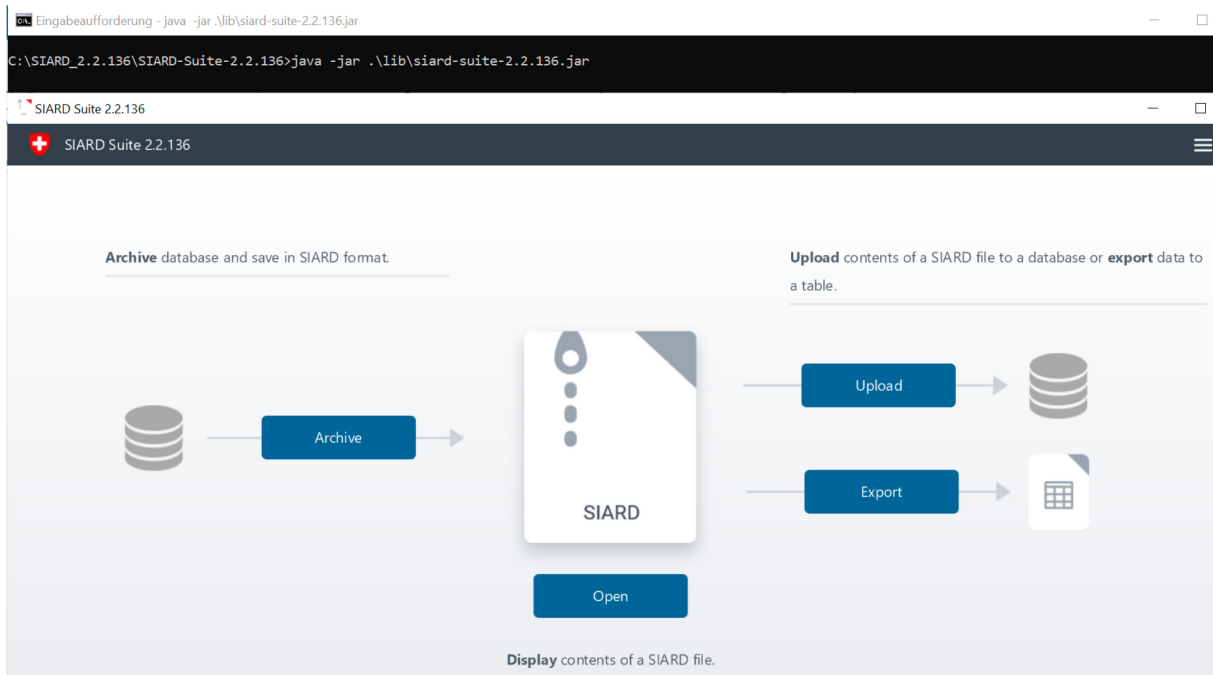 Eingabeaufforderung - java  -jar .\lib\siard-suite-2.2.136.jar
C:\SIARD_2.2.136\SIARD-Suite-2.2.136>java -jar .\lib\siard-suite-2.2.136.jar
SIARD Suite 2.2.136
SIARD Suite 2.2.136
Archive database and save in SIARD format.
Upload contents of a SIARD file to a database or export data to
a table.
Upload
Archive
Export
SIARD
Open
Display contents of a SIARD file.